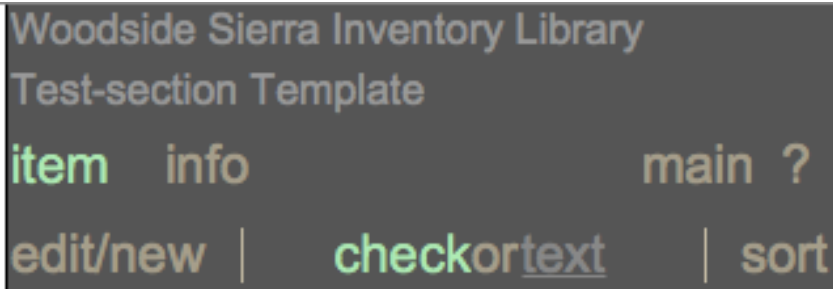 Woodside Sierra Inventory Library
Test-section Template
item info main ?
edit/new | checkortext | sort